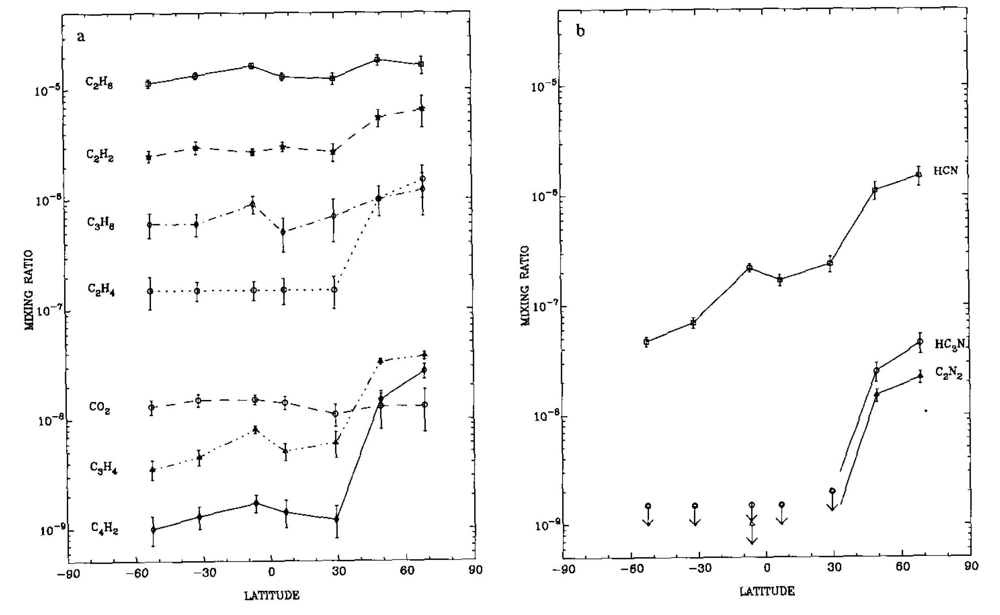 a
C₂H₆
10⁻⁵
C₂H₂
10⁻⁶
C₃H₈
C₂H₄
10⁻⁷
MIXING RATIO
CO₂
10⁻⁸
C₃H₄
C₄H₂
10⁻⁹
−90 −60 −30 0 30 60 90
LATITUDE
b
10⁻⁵
HCN
10⁻⁶
MIXING RATIO
10⁻⁷
HC₃N
C₂N₂
10⁻⁸
10⁻⁹
−90 −60 −30 0 30 60 90
LATITUDE